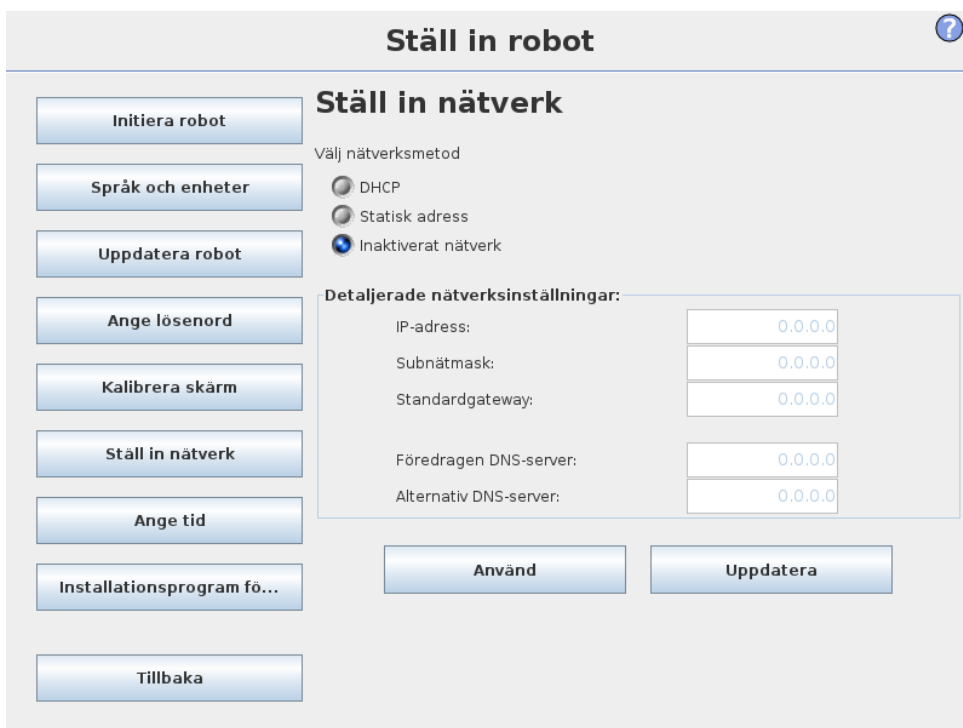 Ställ in robot
?
Initiera robot
Språk och enheter
Uppdatera robot
Ange lösenord
Kalibrera skärm
Ställ in nätverk
Ange tid
Installationsprogram fö...
Tillbaka
Ställ in nätverk
Välj nätverksmetod
DHCP
Statisk adress
Inaktiverat nätverk
Detaljerade nätverksinställningar:
IP-adress: 0.0.0.0
Subnätmask: 0.0.0.0
Standardgateway: 0.0.0.0
Föredragen DNS-server: 0.0.0.0
Alternativ DNS-server: 0.0.0.0
Använd Uppdatera